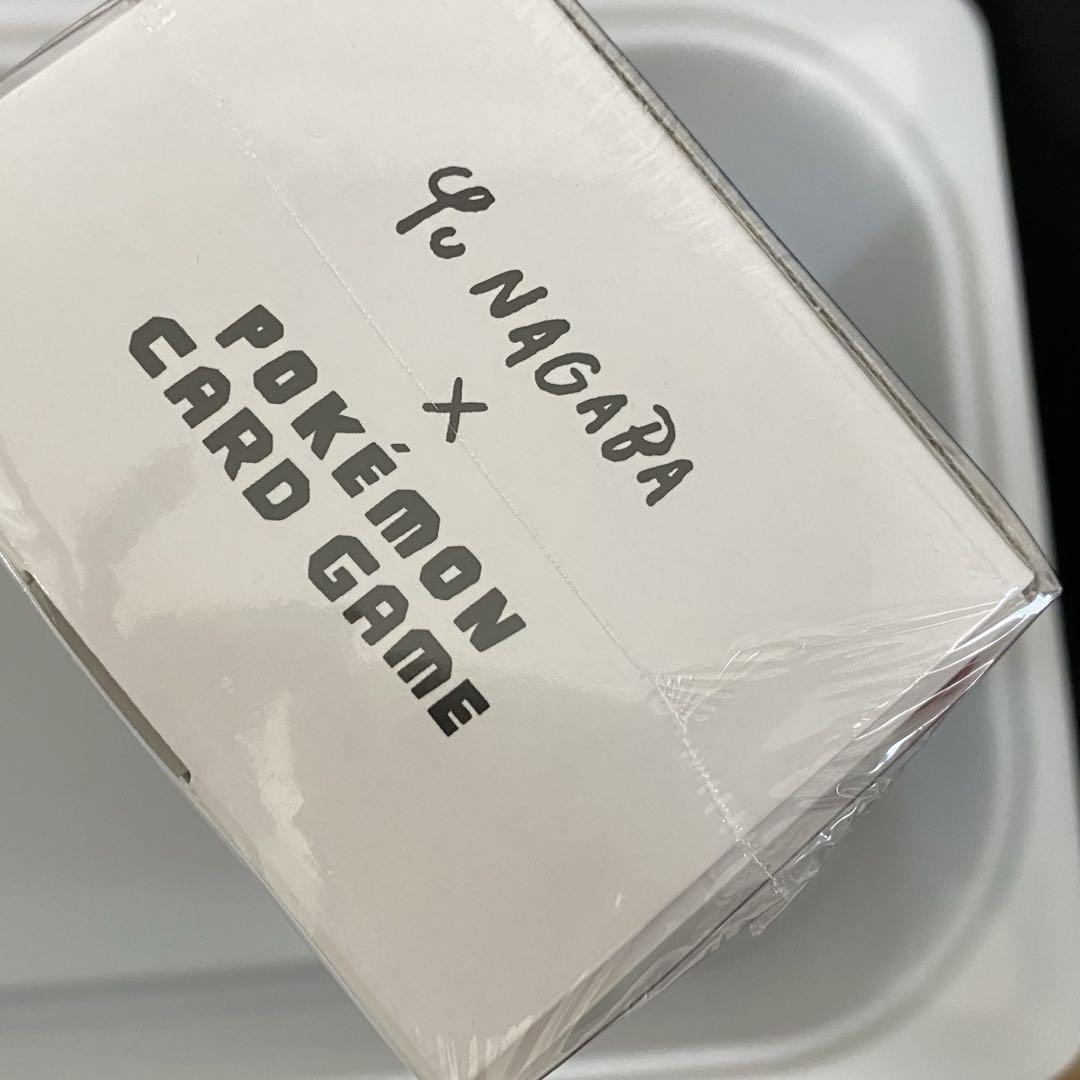 Yu NAGABA
×
POKÉMON
CARD GAME